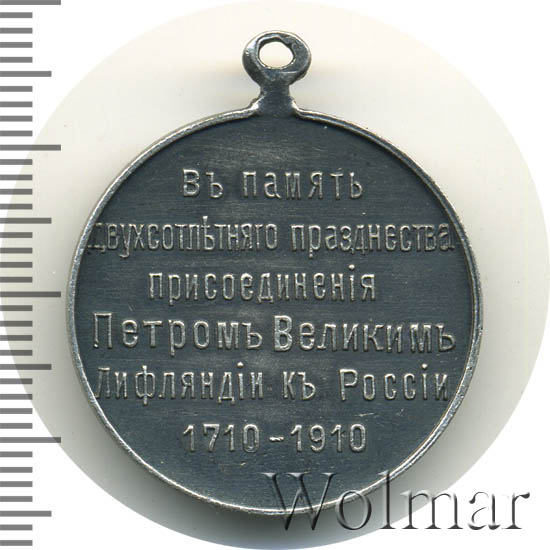 Въ память
двухсотлѣтняго празднества
присоединенія
Петромъ Великимъ
Лифляндіи къ Россіи
1710-1910
Wolmar